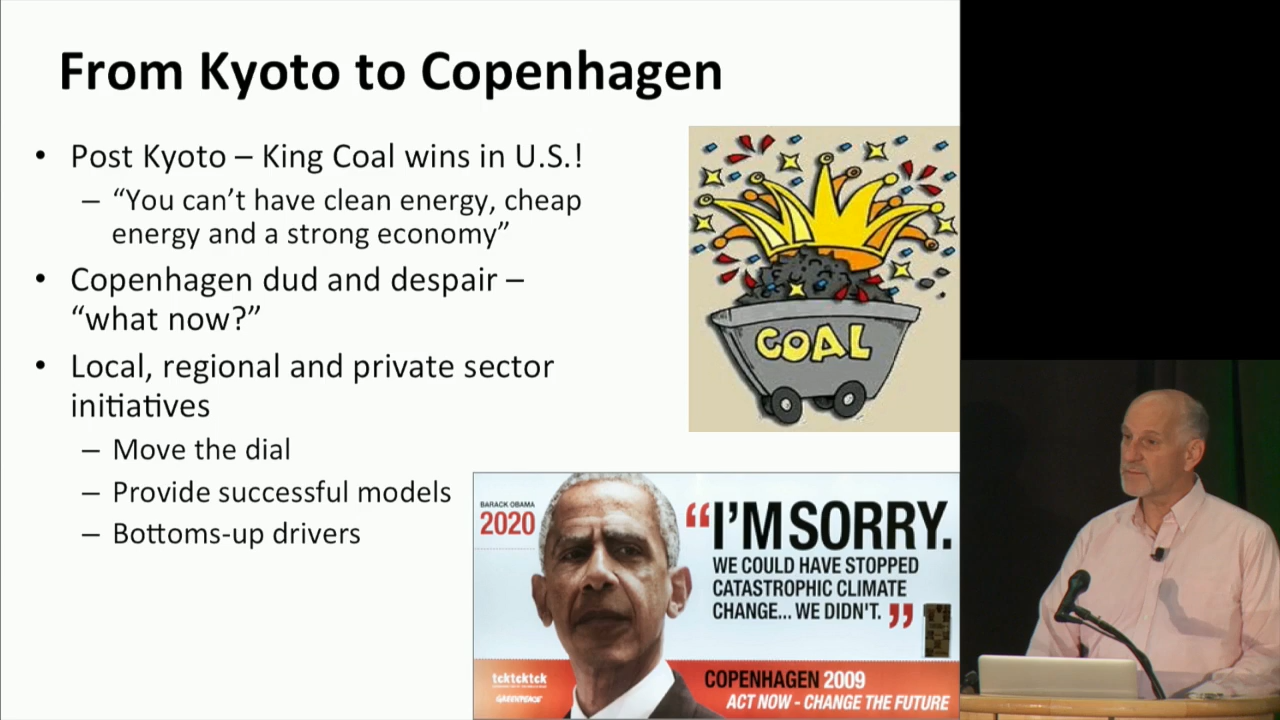 From Kyoto to Copenhagen
• Post Kyoto – King Coal wins in U.S.!
– “You can’t have clean energy, cheap
energy and a strong economy”
• Copenhagen dud and despair –
“what now?”
• Local, regional and private sector
initiatives
– Move the dial
– Provide successful models
– Bottoms-up drivers
COAL
BARACK OBAMA
2020
“I’M SORRY.
WE COULD HAVE STOPPED
CATASTROPHIC CLIMATE
CHANGE... WE DIDN'T.”
tcktcktck
GREENPEACE
COPENHAGEN 2009
ACT NOW - CHANGE THE FUTURE